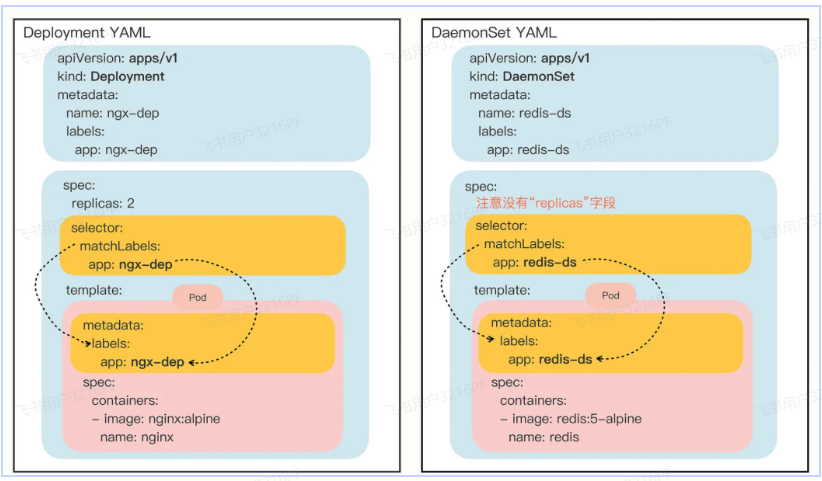 Deployment YAML
apiVersion: apps/v1
kind: Deployment
metadata:
name: ngx-dep
labels:
app: ngx-dep
spec:
replicas: 2
selector:
matchLabels:
app: ngx-dep
template:
Pod
metadata:
labels:
app: ngx-dep
spec:
containers:
- image: nginx:alpine
name: nginx
DaemonSet YAML
apiVersion: apps/v1
kind: DaemonSet
metadata:
name: redis-ds
labels:
app: redis-ds
spec:
注意没有“replicas”字段
selector:
matchLabels:
app: redis-ds
template:
Pod
metadata:
labels:
app: redis-ds
spec:
containers:
- image: redis:5-alpine
name: redis
飞书用户3216PF